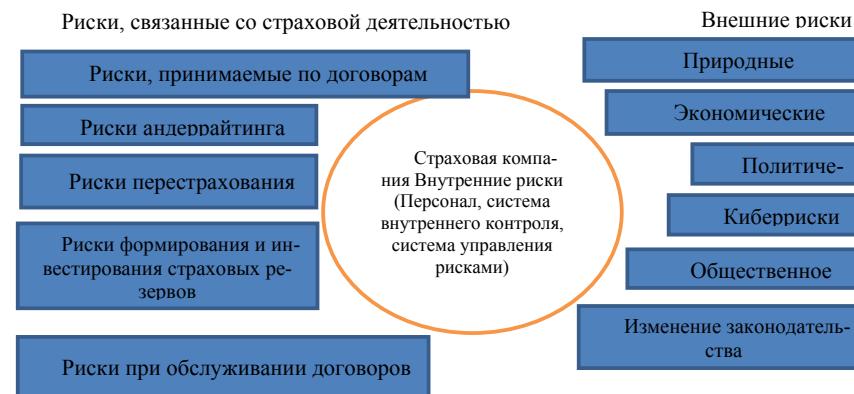 Риски, связанные со страховой деятельностью
Риски, принимаемые по договорам
Риски андеррайтинга
Риски перестрахования
Риски формирования и ин-
вестирования страховых ре-
зервов
Риски при обслуживании договоров
Страховая компа-
ния Внутренние риски
(Персонал, система
внутреннего контроля,
система управления
рисками)
Внешние риски
Природные
Экономические
Политиче-
Киберриски
Общественное
Изменение законодатель-
ства